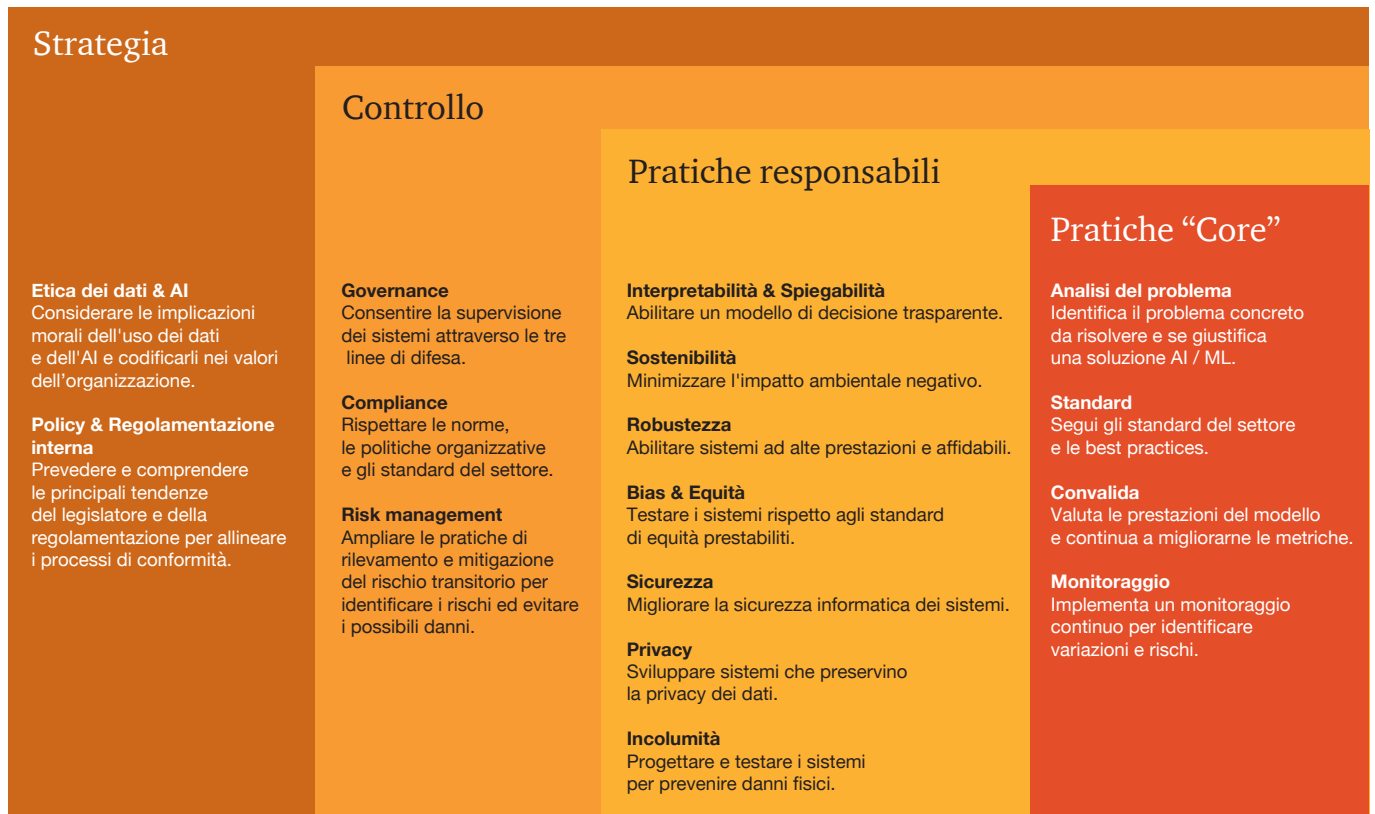 Strategia
Etica dei dati & AI
Considerare le implicazioni
morali dell'uso dei dati
e dell'AI e codificarli nei valori
dell’organizzazione.
Policy & Regolamentazione
interna
Prevedere e comprendere
le principali tendenze
del legislatore e della
regolamentazione per allineare
i processi di conformità.
Controllo
Governance
Consentire la supervisione
dei sistemi attraverso le tre
linee di difesa.
Compliance
Rispettare le norme,
le politiche organizzative
e gli standard del settore.
Risk management
Ampliare le pratiche di
rilevamento e mitigazione
del rischio transitorio per
identificare i rischi ed evitare
i possibili danni.
Pratiche responsabili
Interpretabilità & Spiegabilità
Abilitare un modello di decisione trasparente.
Sostenibilità
Minimizzare l'impatto ambientale negativo.
Robustezza
Abilitare sistemi ad alte prestazioni e affidabili.
Bias & Equità
Testare i sistemi rispetto agli standard
di equità prestabiliti.
Sicurezza
Migliorare la sicurezza informatica dei sistemi.
Privacy
Sviluppare sistemi che preservino
la privacy dei dati.
Incolumità
Progettare e testare i sistemi
per prevenire danni fisici.
Pratiche “Core”
Analisi del problema
Identifica il problema concreto
da risolvere e se giustifica
una soluzione AI / ML.
Standard
Segui gli standard del settore
e le best practices.
Convalida
Valuta le prestazioni del modello
e continua a migliorarne le metriche.
Monitoraggio
Implementa un monitoraggio
continuo per identificare
variazioni e rischi.